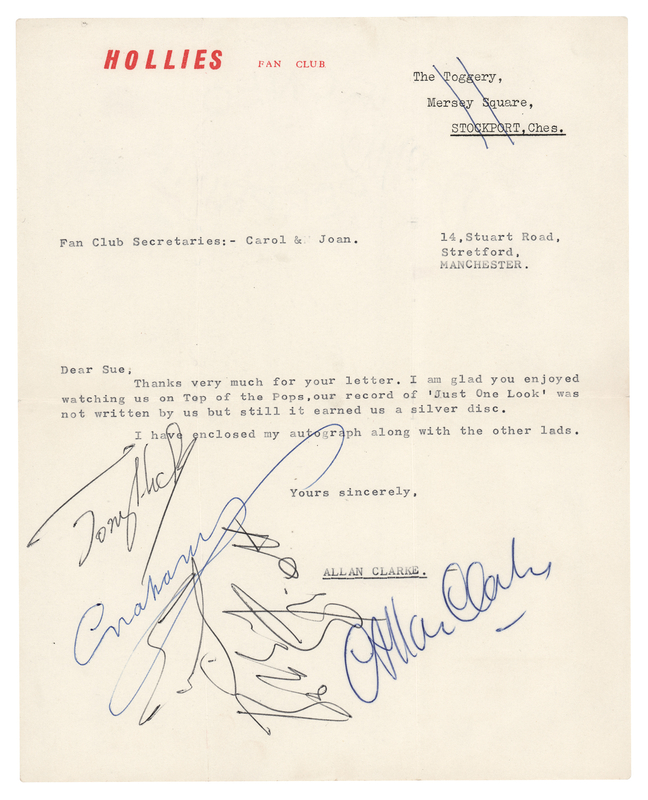 HOLLIES FAN CLUB
The Toggery,
Mersey Square,
STOCKPORT,Ches.
Fan Club Secretaries:- Carol & Joan.
14,Stuart Road,
Stretford,
MANCHESTER.
Dear Sue,
Thanks very much for your letter. I am glad you enjoyed
watching us on Top of the Pops,our record of 'Just One Look' was
not written by us but still it earned us a silver disc.
I have enclosed my autograph along with the other lads.
Yours sincerely,
ALLAN CLARKE.
Tony Hicks
Graham
Allan Clarke